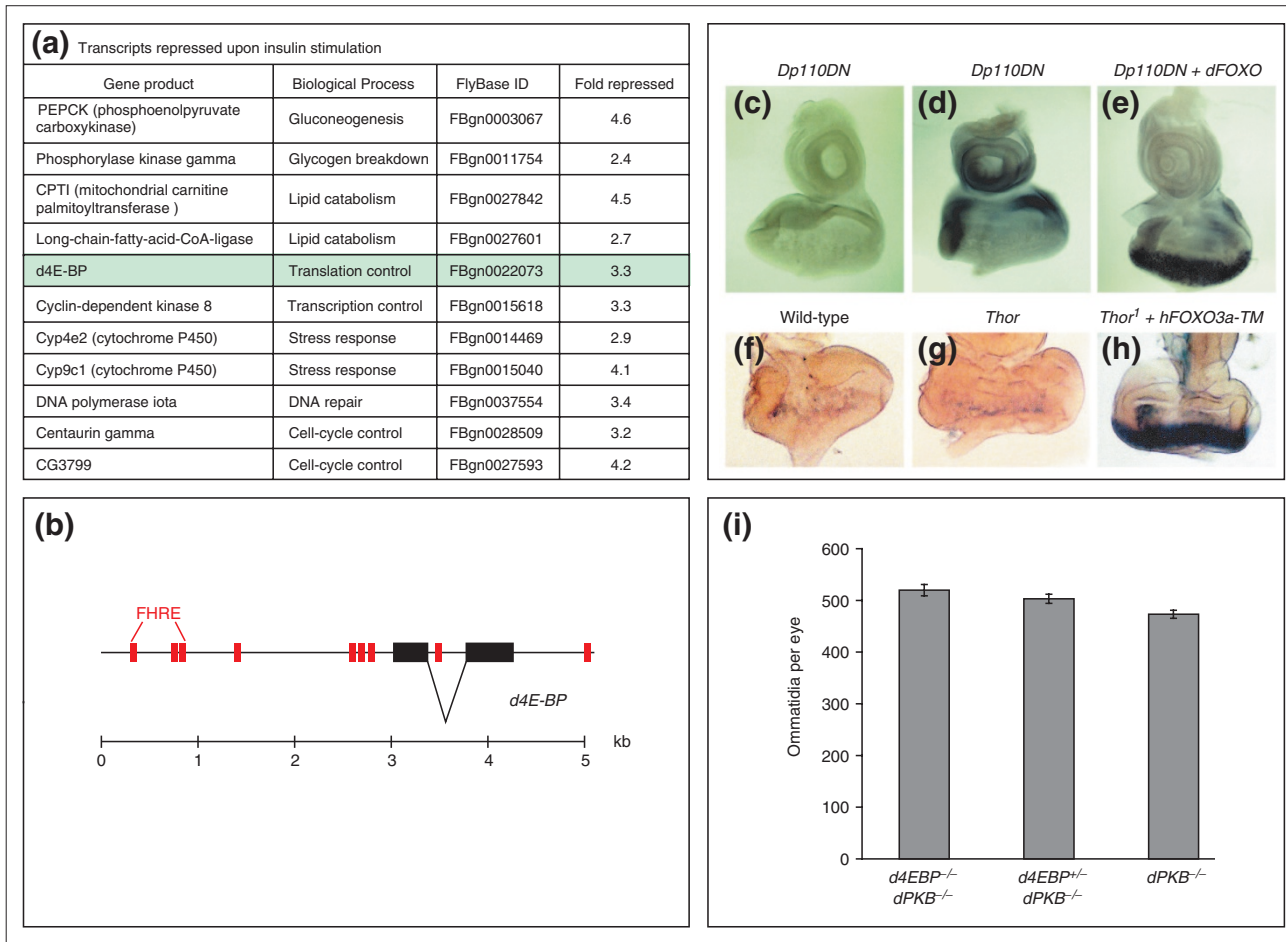 (a) Transcripts repressed upon insulin stimulation
Gene product Biological Process FlyBase ID Fold repressed
PEPCK (phosphoenolpyruvate
carboxykinase) Gluconeogenesis FBgn0003067 4.6
Phosphorylase kinase gamma Glycogen breakdown FBgn0011754 2.4
CPTI (mitochondrial carnitine
palmitoyltransferase ) Lipid catabolism FBgn0027842 4.5
Long-chain-fatty-acid-CoA-ligase Lipid catabolism FBgn0027601 2.7
d4E-BP Translation control FBgn0022073 3.3
Cyclin-dependent kinase 8 Transcription control FBgn0015618 3.3
Cyp4e2 (cytochrome P450) Stress response FBgn0014469 2.9
Cyp9c1 (cytochrome P450) Stress response FBgn0015040 4.1
DNA polymerase iota DNA repair FBgn0037554 3.4
Centaurin gamma Cell-cycle control FBgn0028509 3.2
CG3799 Cell-cycle control FBgn0027593 4.2
(b)
FHRE
d4E-BP
kb
0 1 2 3 4 5
Dp110DN Dp110DN Dp110DN + dFOXO
(c) (d) (e)
Wild-type Thor Thor1 + hFOXO3a-TM
(f) (g) (h)
(i)
Ommatidia per eye
600
500
400
300
200
100
0
d4EBP–/– d4EBP+/– dPKB–/–
dPKB–/– dPKB–/–